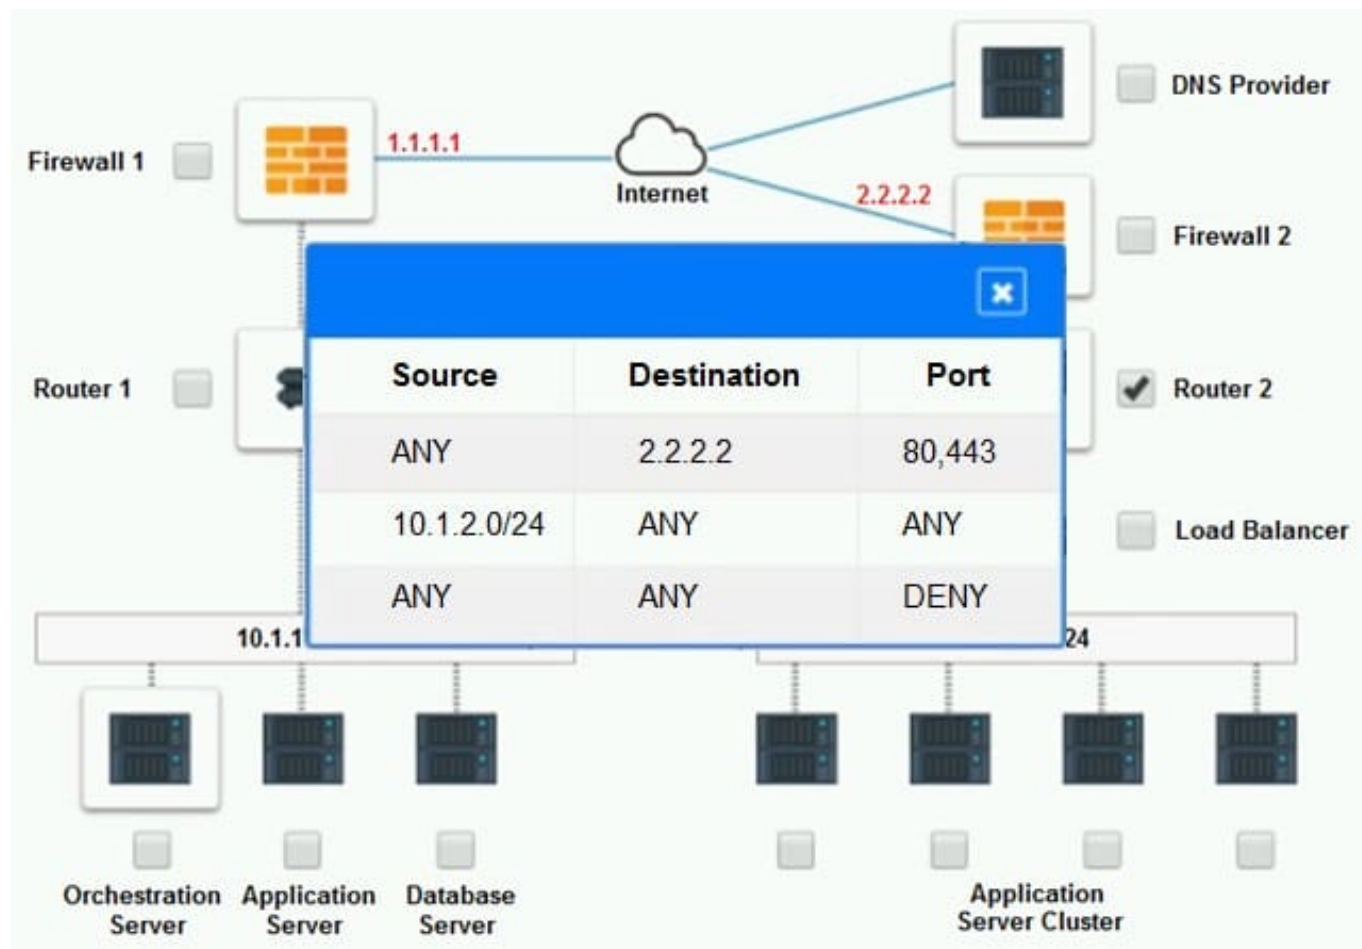 DNS Provider
Firewall 1
1.1.1.1
Internet
2.2.2.2
Firewall 2
Source Destination Port
ANY 2.2.2.2 80,443
10.1.2.0/24 ANY ANY
ANY ANY DENY
Router 1
Router 2
Load Balancer
10.1.1
24
Orchestration
Server
Application
Server
Database
Server
Application
Server Cluster